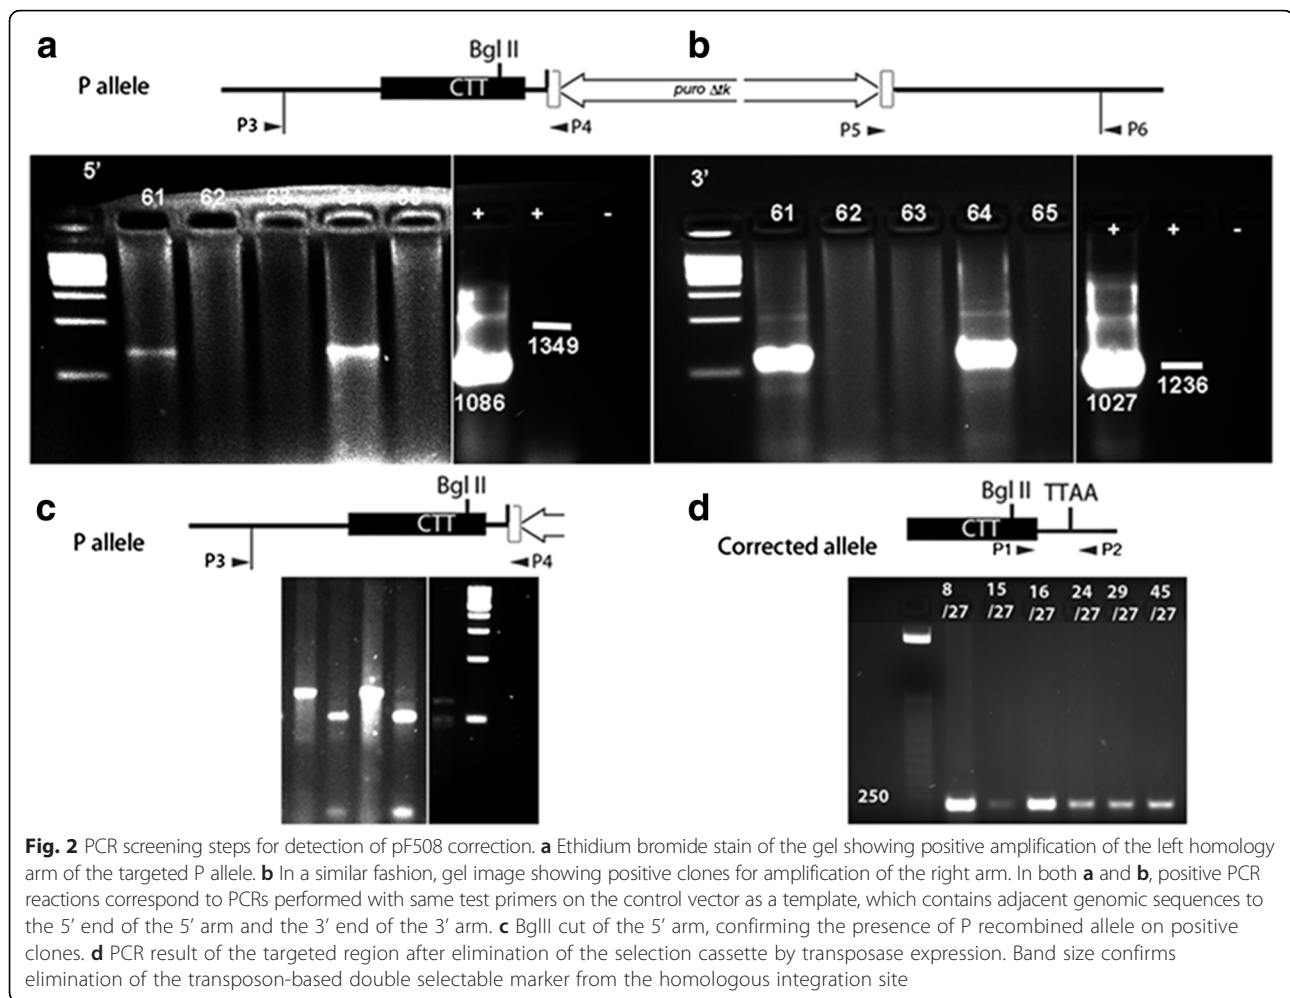 a
b
Bgl II
P allele
CTT
puro Δtk
P3
P4
P5
P6
5’
61 62 63 64
+ + -
1349
1086
3’
61 62 63 64 65
+ + -
1236
1027
c
Bgl II
P allele
CTT
P3
P4
d
Bgl II TTAA
Corrected allele
CTT
P1
P2
8 15 16 24 29 45
/27 /27 /27 /27 /27 /27
250
Fig. 2 PCR screening steps for detection of pF508 correction. a Ethidium bromide stain of the gel showing positive amplification of the left homology
arm of the targeted P allele. b In a similar fashion, gel image showing positive clones for amplification of the right arm. In both a and b, positive PCR
reactions correspond to PCRs performed with same test primers on the control vector as a template, which contains adjacent genomic sequences to
the 5’ end of the 5’ arm and the 3’ end of the 3’ arm. c BglII cut of the 5’ arm, confirming the presence of P recombined allele on positive
clones. d PCR result of the targeted region after elimination of the selection cassette by transposase expression. Band size confirms
elimination of the transposon-based double selectable marker from the homologous integration site